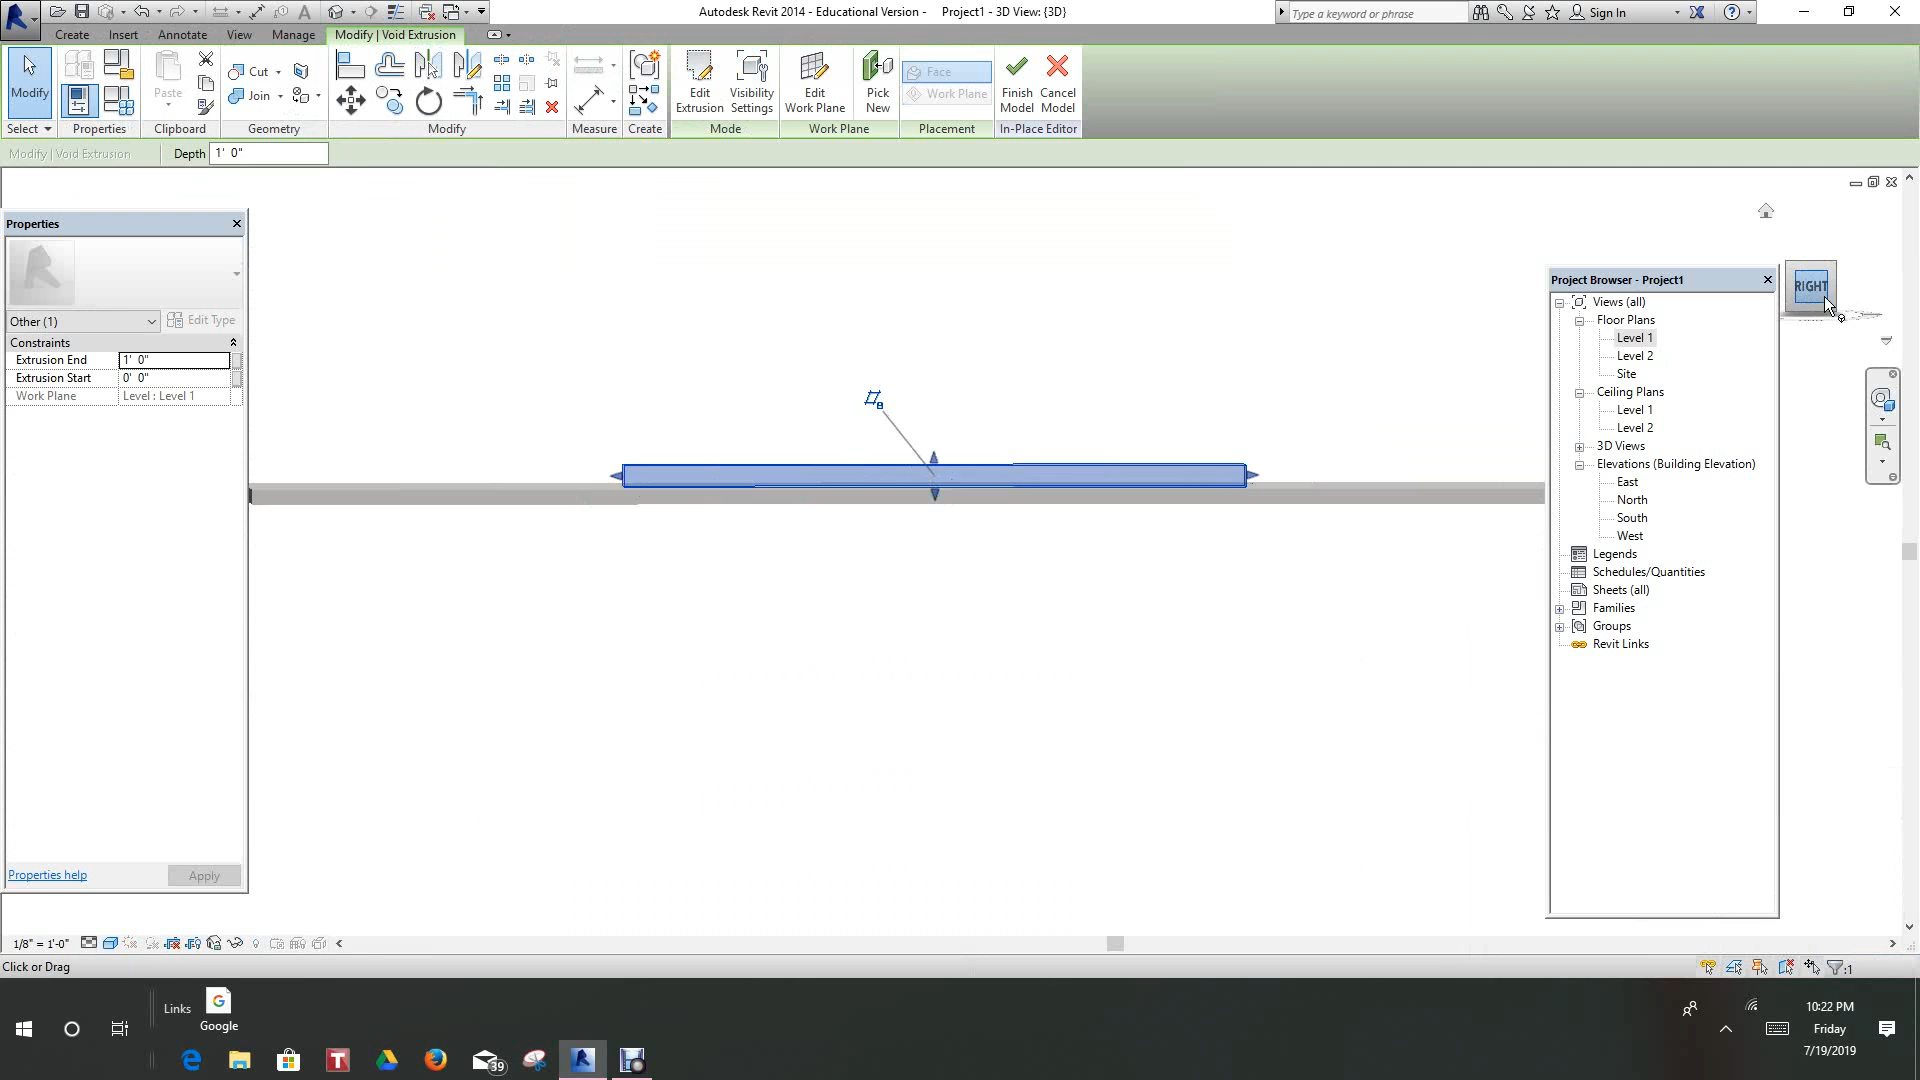 Autodesk Revit 2014 - Educational Version - Project1 - 3D View: {3D}
Type a keyword or phrase
Sign In
Create Insert Annotate View Manage Modify | Void Extrusion
Modify
Cut
Join
Paste
Edit Extrusion
Visibility Settings
Edit Work Plane
Pick New
Face
Work Plane
Finish Model
Cancel Model
Select Properties Clipboard Geometry Modify Measure Create Mode Work Plane Placement In-Place Editor
Modify | Void Extrusion Depth 1' 0"
Properties
Other (1) Edit Type
Constraints
Extrusion End 1' 0"
Extrusion Start 0' 0"
Work Plane Level : Level 1
Properties help Apply
RIGHT
Project Browser - Project1
Views (all)
Floor Plans
Level 1
Level 2
Site
Ceiling Plans
Level 1
Level 2
3D Views
Elevations (Building Elevation)
East
North
South
West
Legends
Schedules/Quantities
Sheets (all)
Families
Groups
Revit Links
1/8" = 1'-0"
Click or Drag
:1
Links
Google
39
10:22 PM
Friday
7/19/2019